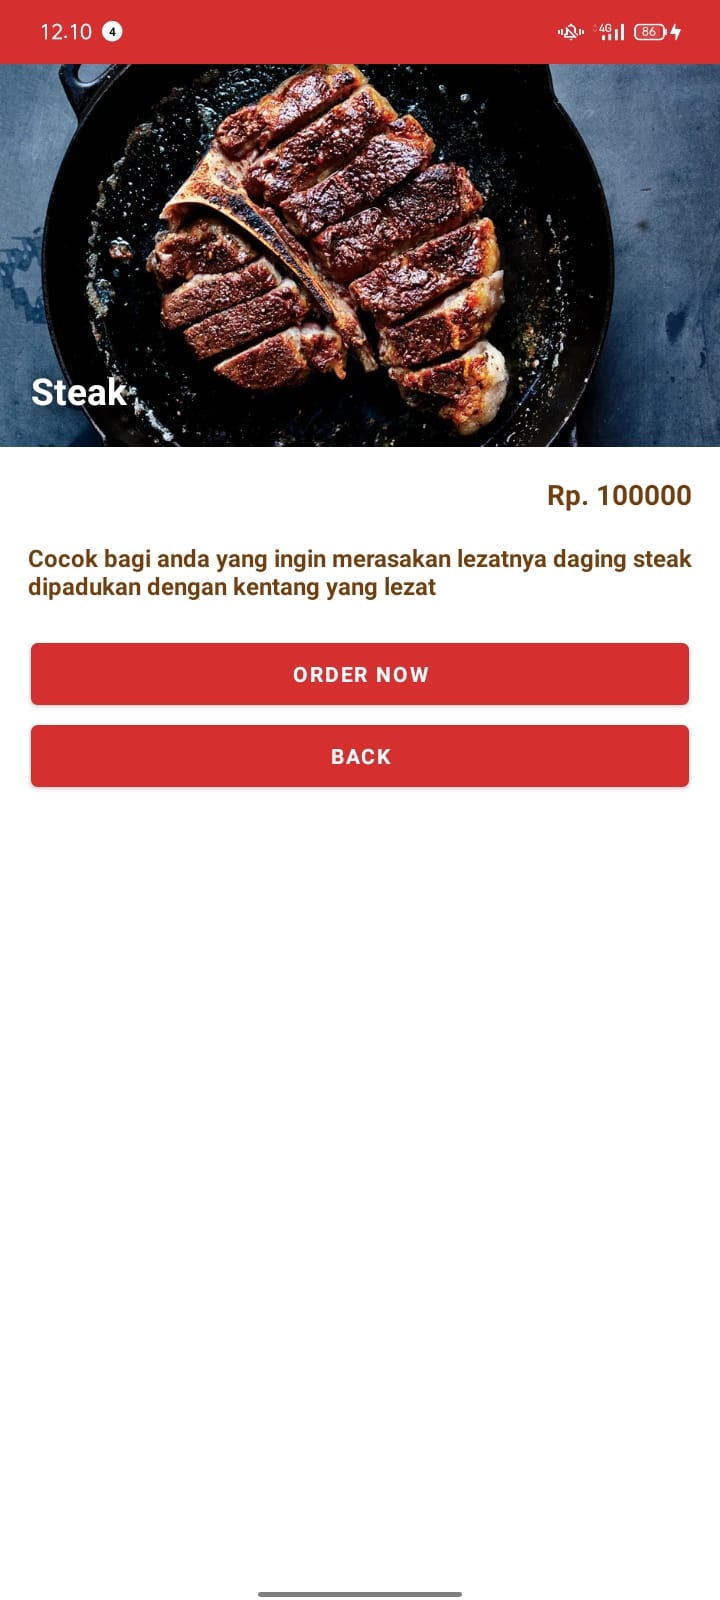 12.10 4 4G 86
Steak
Rp. 100000
Cocok bagi anda yang ingin merasakan lezatnya daging steak
dipadukan dengan kentang yang lezat
ORDER NOW
BACK